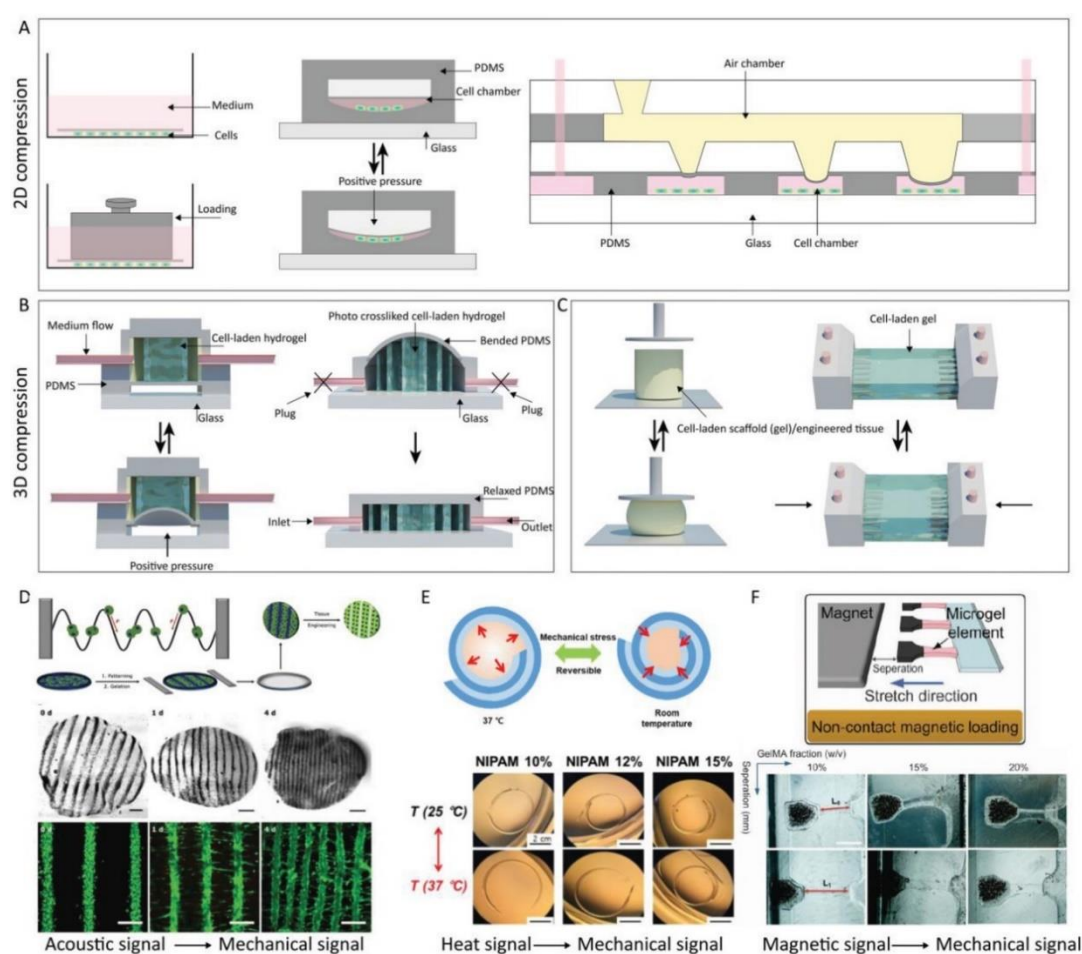 A
2D compression
Medium
Cells
Loading
PDMS
Cell chamber
Glass
Positive pressure
Air chamber
PDMS
Glass
Cell chamber
3D compression
B
Medium flow
Cell-laden hydrogel
PDMS
Glass
Positive pressure
Photo crossliked cell-laden hydrogel
Bended PDMS
Plug
Glass
Plug
Relaxed PDMS
Inlet
Outlet
C
Cell-laden gel
Cell-laden scaffold (gel)/engineered tissue
D
1. Patterning
2. Gelation
Tissue
Engineering
0 d
1 d
4 d
1 d
Acoustic signal
Mechanical signal
E
Mechanical stress
Reversible
37 ℃
Room
temperature
NIPAM 10%
NIPAM 12%
NIPAM 15%
T (25 ℃)
2 cm
T (37 ℃)
Heat signal
Mechanical signal
F
Magnet
Microgel
element
Seperation
Stretch direction
Non-contact magnetic loading
GelMA fraction (w/v)
10%
15%
20%
Seperation (mm)
L₀
L₁
Magnetic signal
Mechanical signal